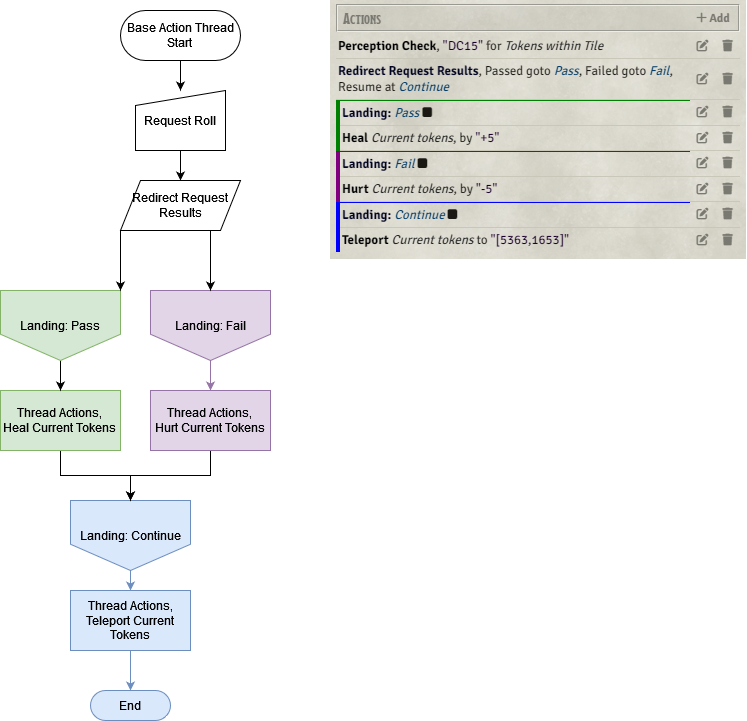 Base Action Thread
Start
Request Roll
Redirect Request
Results
Landing: Pass
Landing: Fail
Thread Actions,
Heal Current Tokens
Thread Actions,
Hurt Current Tokens
Landing: Continue
Thread Actions,
Teleport Current
Tokens
End
ACTIONS
+ Add
Perception Check, "DC15" for Tokens within Tile
Redirect Request Results, Passed goto Pass, Failed goto Fail,
Resume at Continue
Landing: Pass
Heal Current tokens, by "+5"
Landing: Fail
Hurt Current tokens, by "-5"
Landing: Continue
Teleport Current tokens to "[5363,1653]"